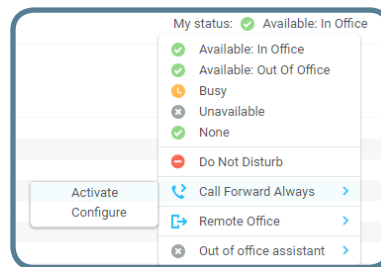 My status: Available: In Office
Available: In Office
Available: Out Of Office
Busy
Unavailable
None
Do Not Disturb
Call Forward Always
Activate
Configure
Remote Office
Out of office assistant